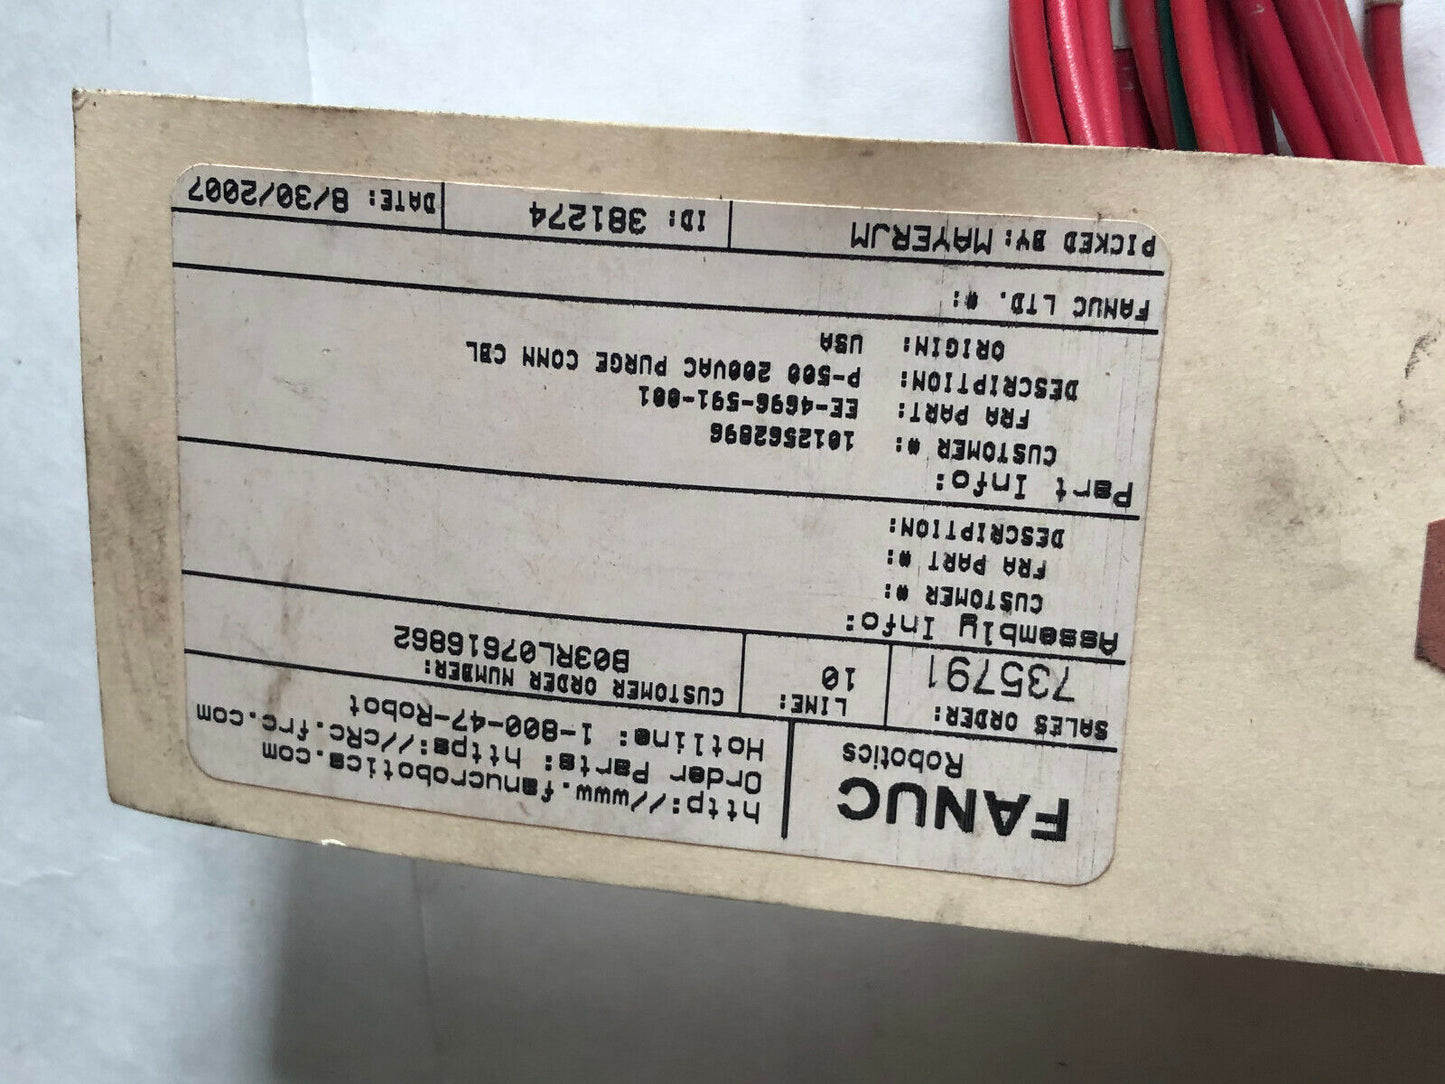 FANUC
Robotics
http://www.fanucrobotics.com
Order Parts: https://cRc.frc.com
Hotline: 1-800-47-Robot
SALES ORDER: LINE: CUSTOMER ORDER NUMBER:
735791 10 B03RL07616862
Assembly Info:
CUSTOMER #:
FRA PART #:
DESCRIPTION:
Part Info:
CUSTOMER #: 1012562896
FRA PART: EE-4696-591-001
DESCRIPTION: P-500 200VAC PURGE CONN CBL
ORIGIN: USA
FANUC LTD. #:
PICKED BY: MAYERJM ID: 381274 DATE: 8/30/2007